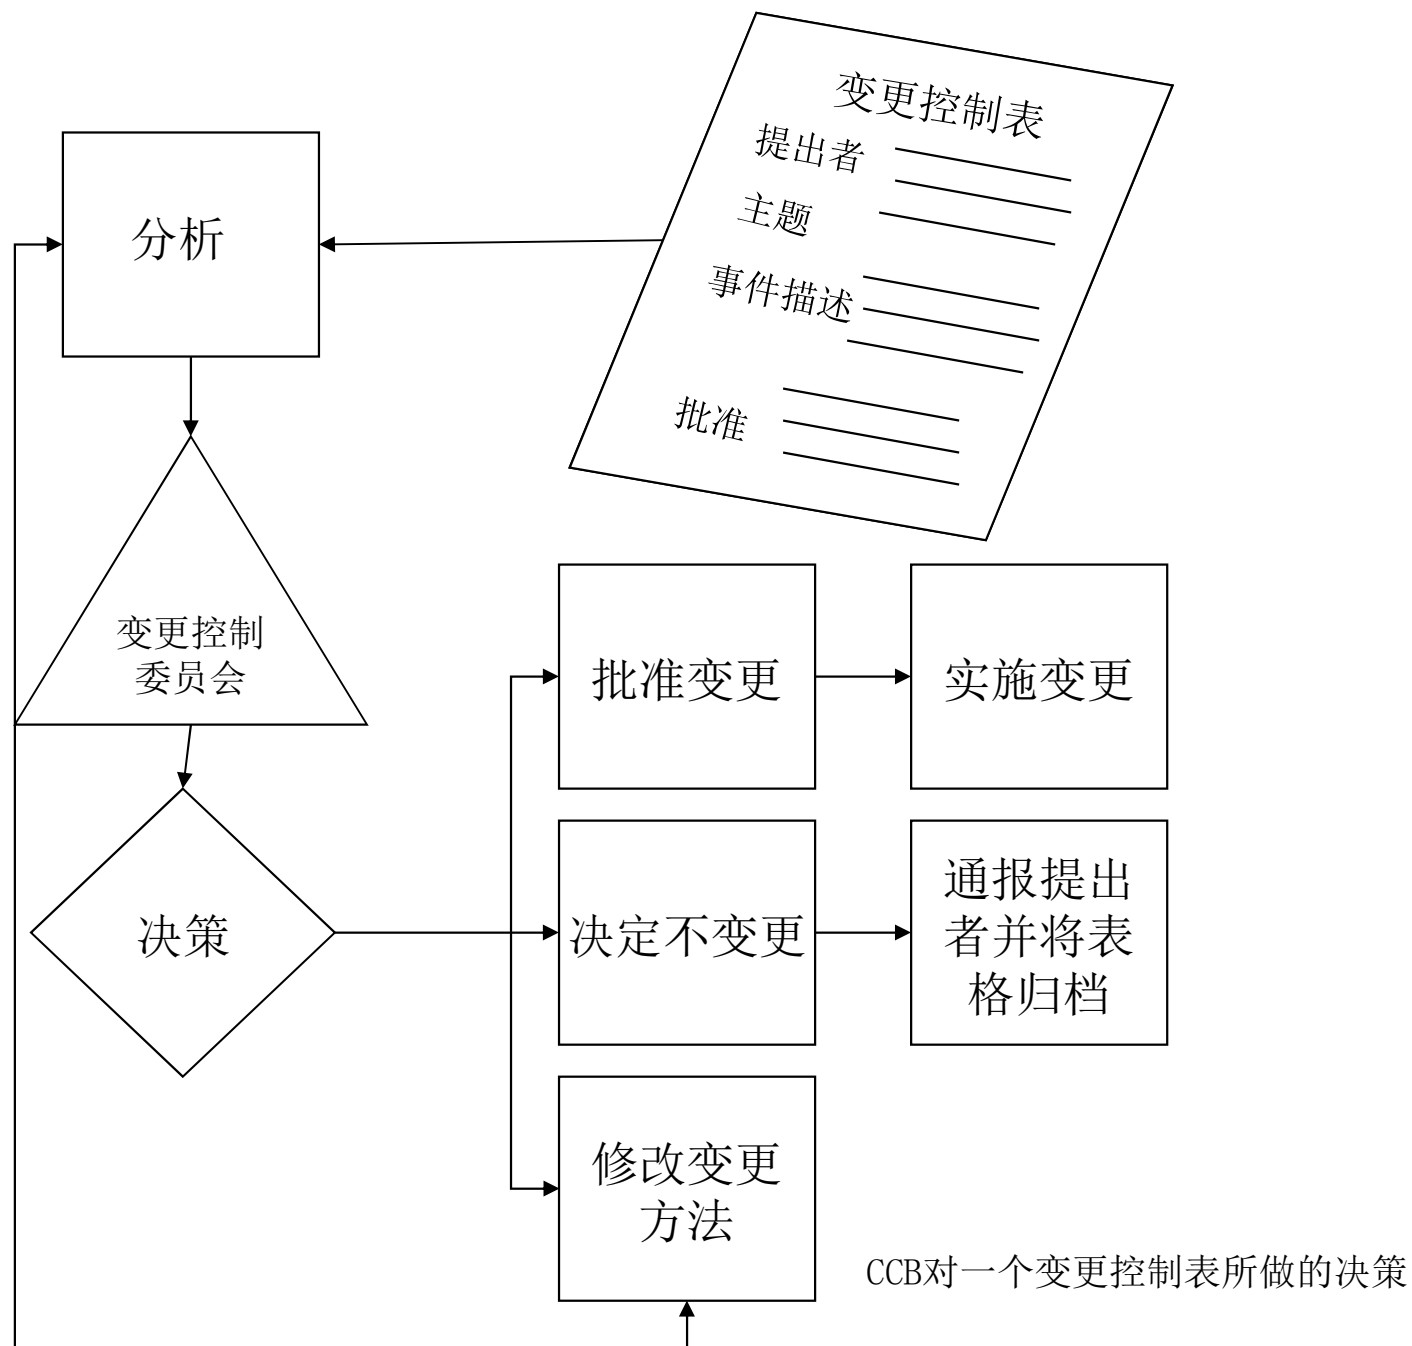 变更控制表
提出者
主题
事件描述
批准
分析
变更控制
委员会
决策
批准变更
实施变更
决定不变更
通报提出
者并将表
格归档
修改变更
方法
CCB对一个变更控制表所做的决策